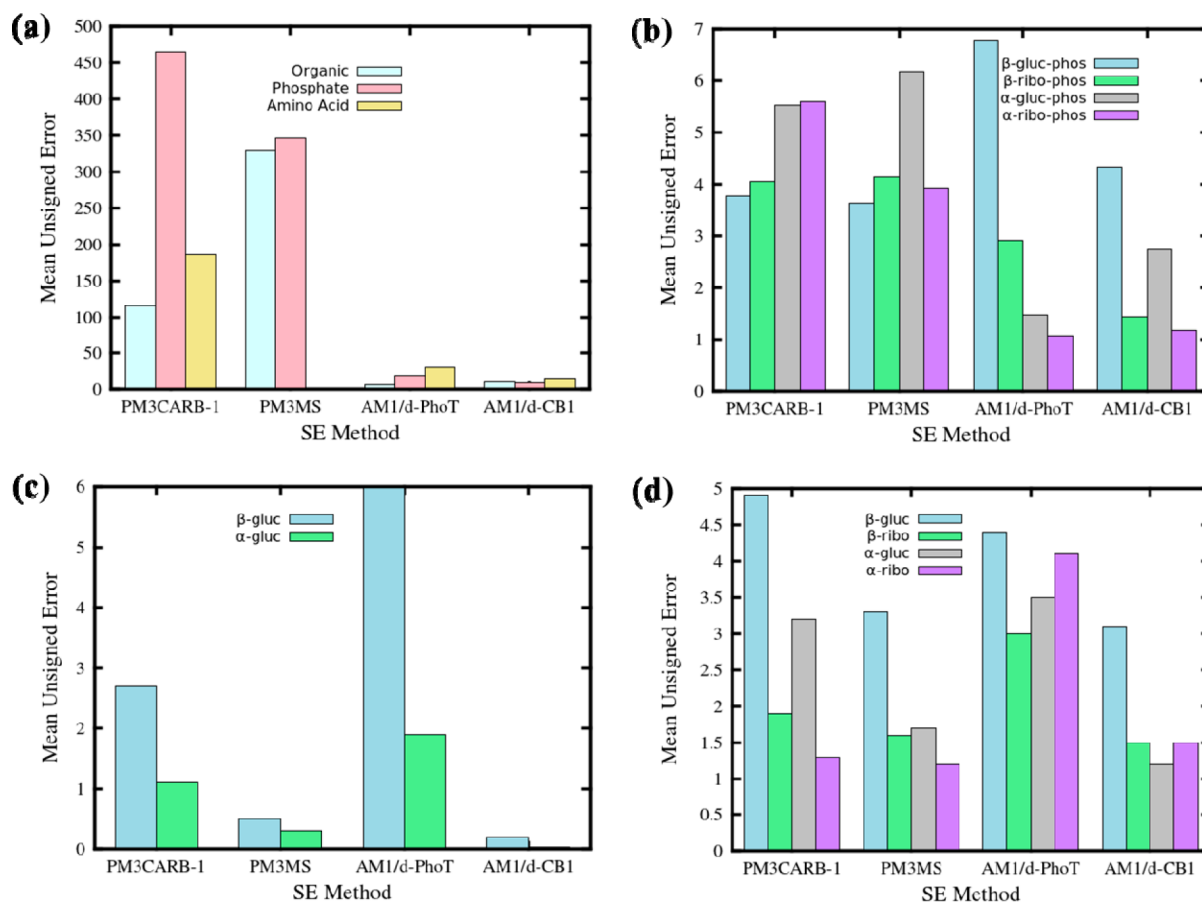 (a)
Mean Unsigned Error
500
450
400
350
300
250
200
150
100
50
0
Organic
Phosphate
Amino Acid
PM3CARB-1 PM3MS AM1/d-PhoT AM1/d-CB1
SE Method
(b)
Mean Unsigned Error
7
6
5
4
3
2
1
0
β-gluc-phos
β-ribo-phos
α-gluc-phos
α-ribo-phos
PM3CARB-1 PM3MS AM1/d-PhoT AM1/d-CB1
SE Method
(c)
Mean Unsigned Error
6
5
4
3
2
1
0
β-gluc
α-gluc
PM3CARB-1 PM3MS AM1/d-PhoT AM1/d-CB1
SE Method
(d)
Mean Unsigned Error
5
4.5
4
3.5
3
2.5
2
1.5
1
0.5
0
β-gluc
β-ribo
α-gluc
α-ribo
PM3CARB-1 PM3MS AM1/d-PhoT AM1/d-CB1
SE Method